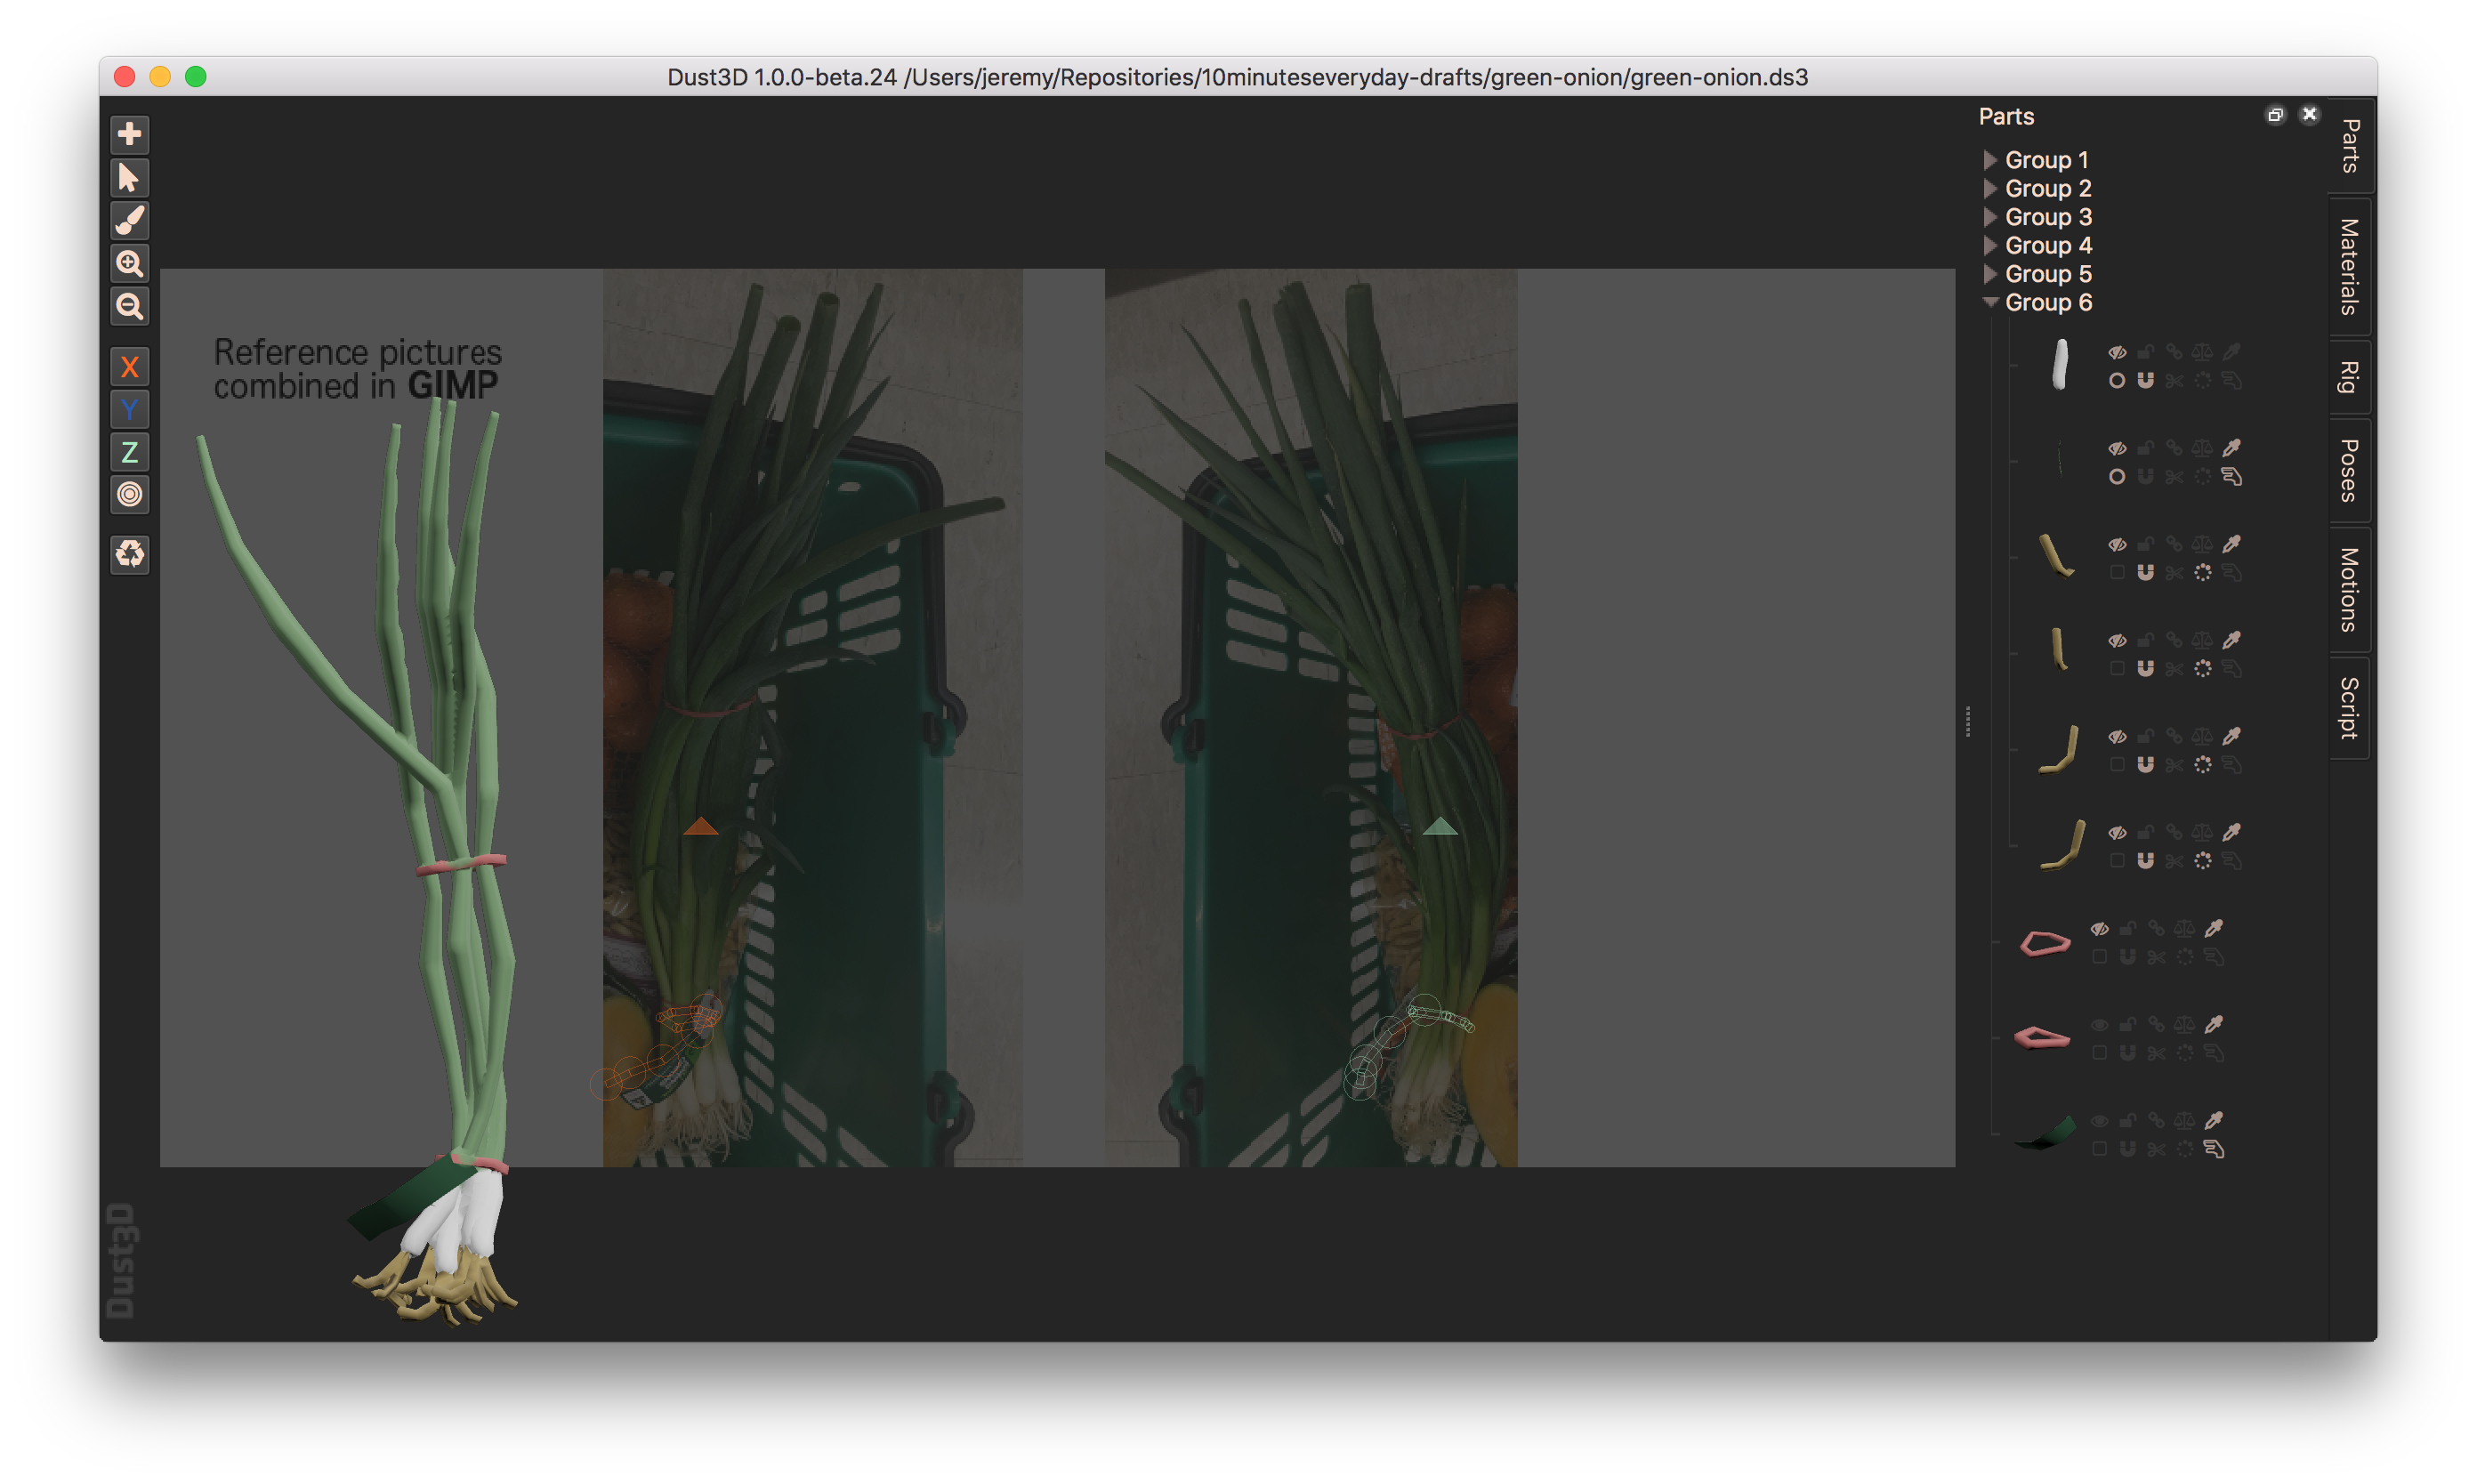 Dust3D 1.0.0-beta.24 /Users/jeremy/Repositories/10minuteseveryday-drafts/green-onion/green-onion.ds3
X
Y
Z
Reference pictures
combined in GIMP
Dust3D
Parts
Group 1
Group 2
Group 3
Group 4
Group 5
Group 6
Parts
Materials
Rig
Poses
Motions
Script